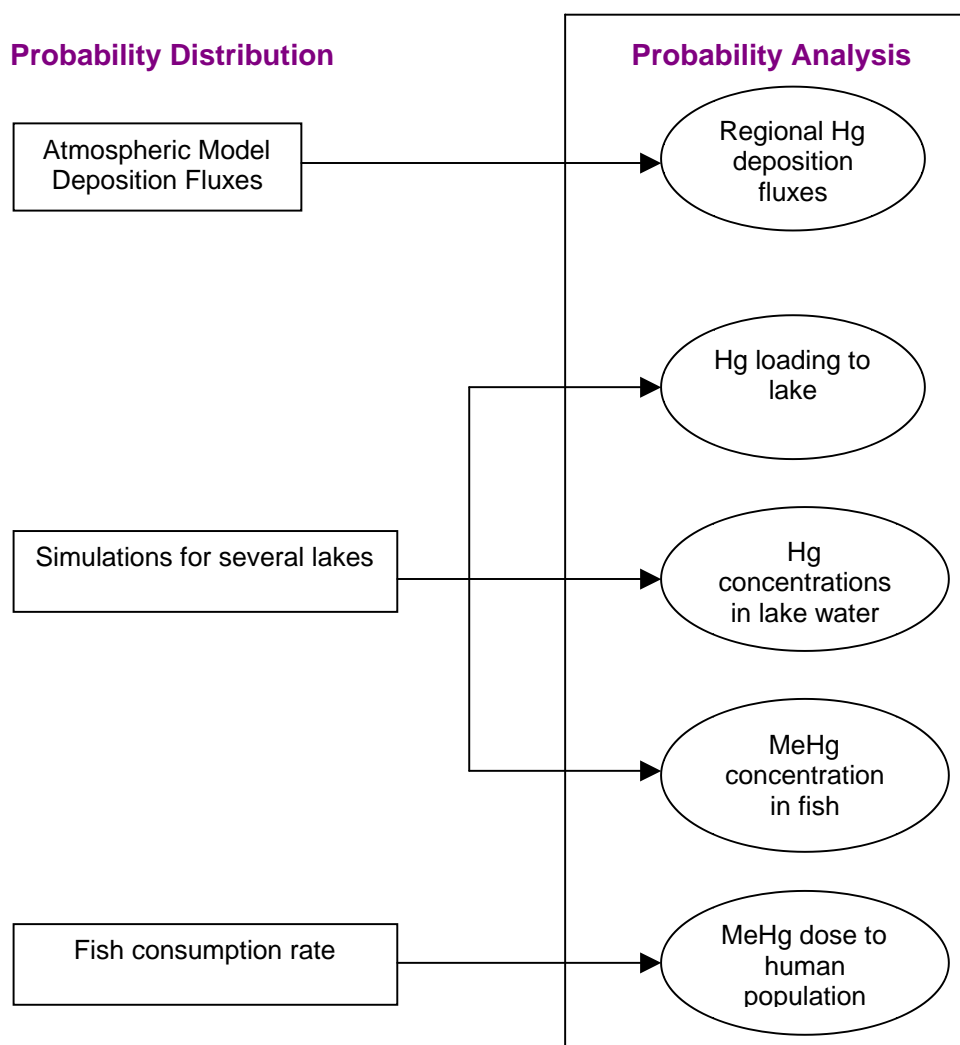 Probability Distribution
Probability Analysis
Atmospheric Model
Deposition Fluxes
Regional Hg
deposition
fluxes
Hg loading to
lake
Simulations for several lakes
Hg
concentrations
in lake water
MeHg
concentration
in fish
Fish consumption rate
MeHg dose to
human
population